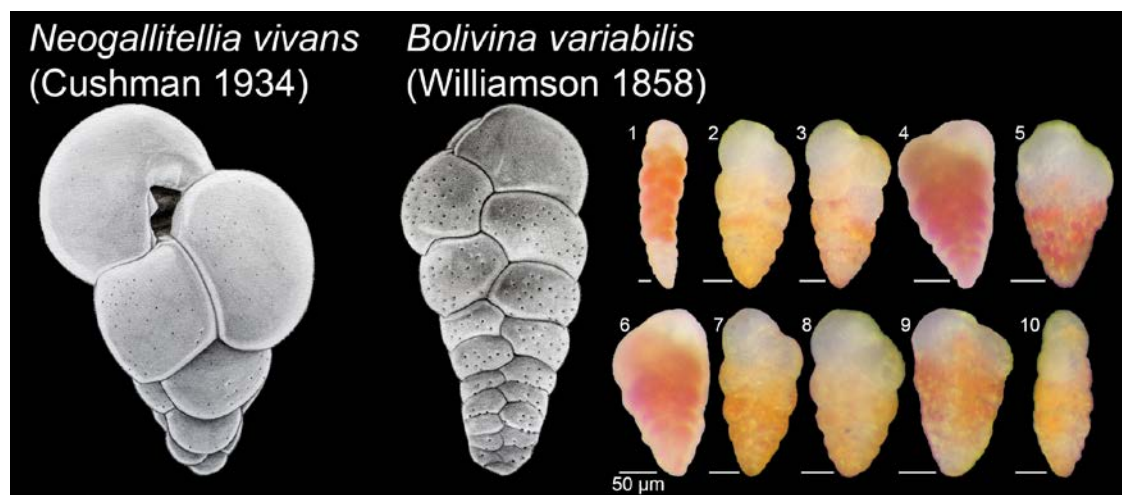 Neogallitellia vivans
(Cushman 1934)
Bolivina variabilis
(Williamson 1858)
1 2 3 4 5
6 7 8 9 10
50 µm